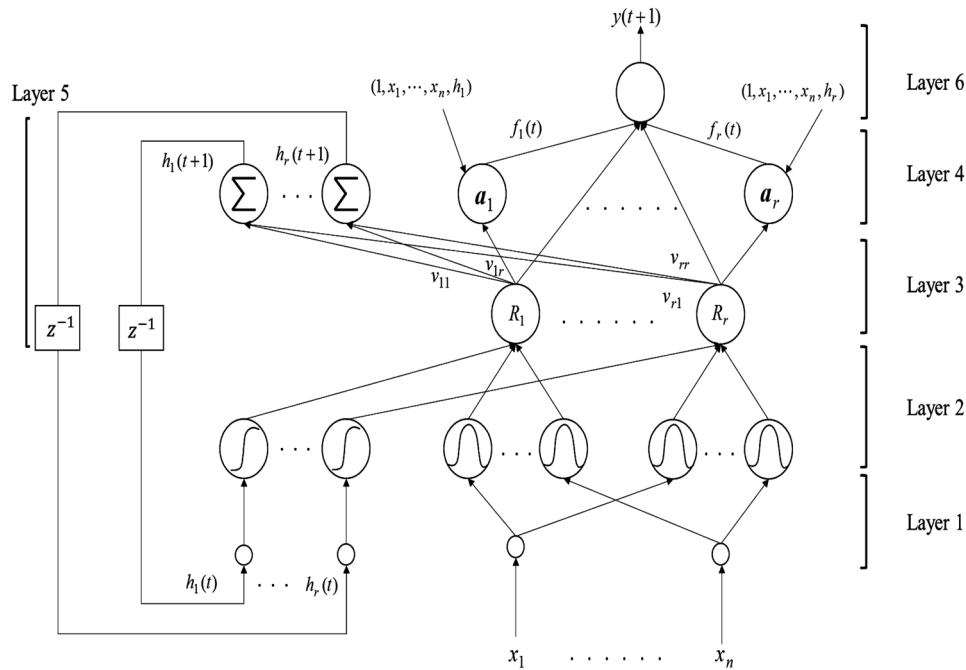 y(t+1)
Layer 6
Layer 5
(1, x₁, ⋯, xₙ, h₁)
(1, x₁, ⋯, xₙ, hᵣ)
f₁(t)
fᵣ(t)
h₁(t+1)
hᵣ(t+1)
Layer 4
Σ
. . .
Σ
a₁
. . . . . .
aᵣ
v₁₁
v₁ᵣ
vᵣᵣ
vᵣ₁
Layer 3
z⁻¹
z⁻¹
R₁
. . . . . .
Rᵣ
Layer 2
. . .
. . .
. . .
Layer 1
h₁(t)
. . .
hᵣ(t)
x₁
. . . . . .
xₙ